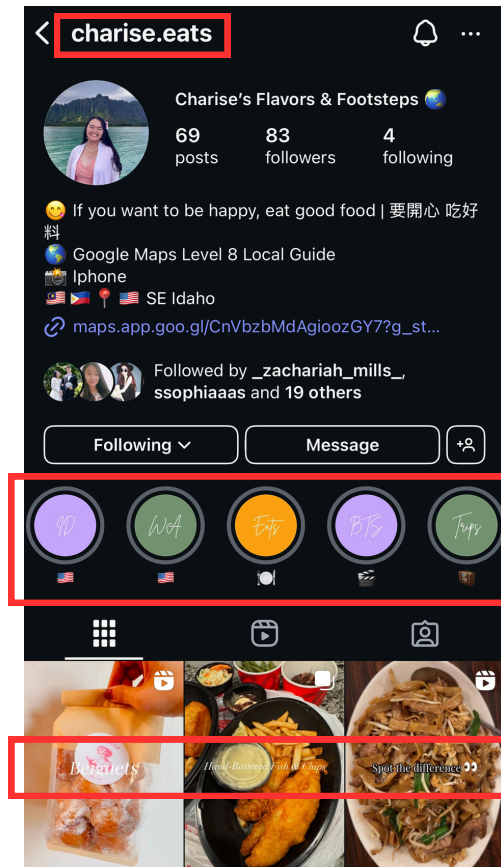 charise.eats
Charise's Flavors & Footsteps
69 83 4
posts followers following
If you want to be happy, eat good food | 要開心 吃好
料
Google Maps Level 8 Local Guide
Iphone
SE Idaho
maps.app.goo.gl/CnVbzbMdAgioozGY7?g_st...
Followed by _zachariah_mills_,
ssophiaaas and 19 others
Following Message
ID WA Eats BTS Trips
Beignets Hand-Battered Fish & Chips Spot the difference